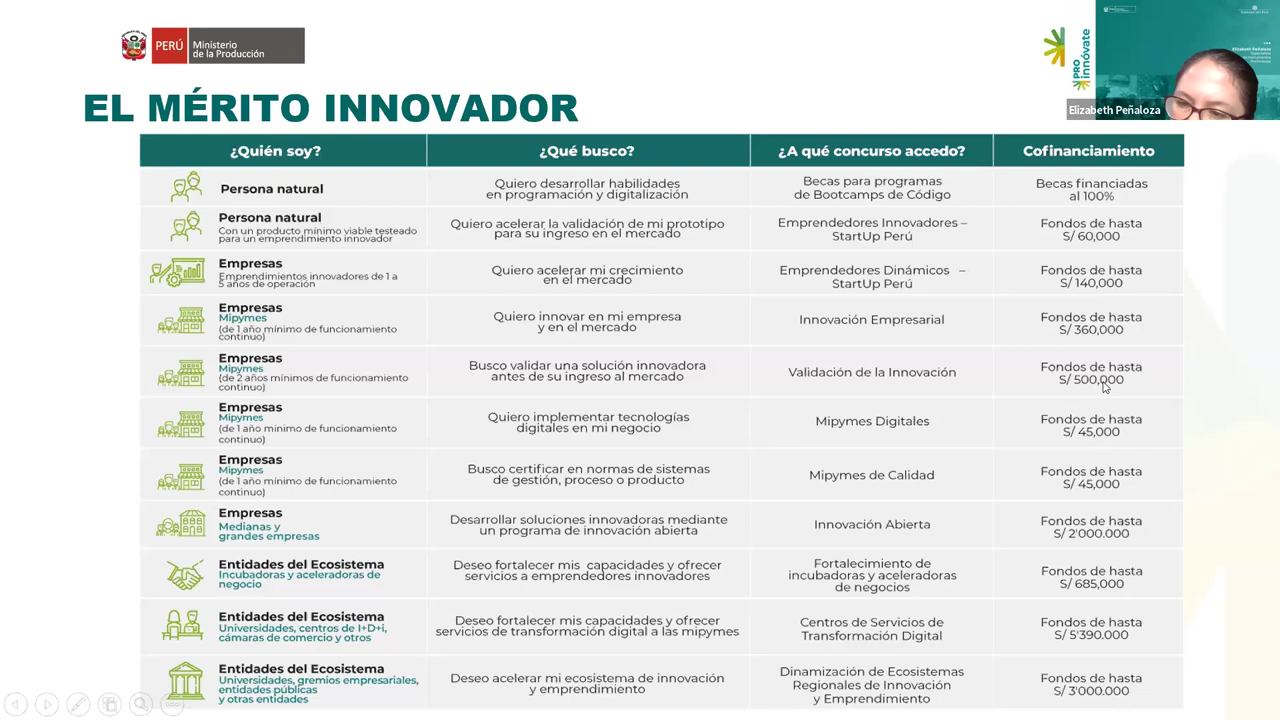 PERÚ
Ministerio
de la Producción
PRO
innóvate
Elizabeth Peñaloza
Elizabeth Peñaloza
EL MÉRITO INNOVADOR
¿Quién soy?
¿Qué busco?
¿A qué concurso accedo?
Cofinanciamiento
Persona natural
Quiero desarrollar habilidades
en programación y digitalización
Becas para programas
de Bootcamps de Código
Becas financiadas
al 100%
Persona natural
Con un producto mínimo viable testeado
para un emprendimiento innovador
Quiero acelerar la validación de mi prototipo
para su ingreso en el mercado
Emprendedores Innovadores –
StartUp Perú
Fondos de hasta
S/ 60,000
Empresas
Emprendimientos innovadores de 1 a
5 años de operación
Quiero acelerar mi crecimiento
en el mercado
Emprendedores Dinámicos –
StartUp Perú
Fondos de hasta
S/ 140,000
Empresas
Mipymes
(de 1 año mínimo de funcionamiento
continuo)
Quiero innovar en mi empresa
y en el mercado
Innovación Empresarial
Fondos de hasta
S/ 360,000
Empresas
Mipymes
(de 2 años mínimos de funcionamiento
continuo)
Busco validar una solución innovadora
antes de su ingreso al mercado
Validación de la Innovación
Fondos de hasta
S/ 500,000
Empresas
Mipymes
(de 1 año mínimo de funcionamiento
continuo)
Quiero implementar tecnologías
digitales en mi negocio
Mipymes Digitales
Fondos de hasta
S/ 45,000
Empresas
Mipymes
(de 1 año mínimo de funcionamiento
continuo)
Busco certificar en normas de sistemas
de gestión, proceso o producto
Mipymes de Calidad
Fondos de hasta
S/ 45,000
Empresas
Medianas y
grandes empresas
Desarrollar soluciones innovadoras mediante
un programa de innovación abierta
Innovación Abierta
Fondos de hasta
S/ 2'000.000
Entidades del Ecosistema
Incubadoras y aceleradoras de
negocio
Deseo fortalecer mis capacidades y ofrecer
servicios a emprendedores innovadores
Fortalecimiento de
incubadoras y aceleradoras
de negocios
Fondos de hasta
S/ 685,000
Entidades del Ecosistema
Universidades, centros de I+D+i,
cámaras de comercio y otros
Deseo fortalecer mis capacidades y ofrecer
servicios de transformación digital a las mipymes
Centros de Servicios de
Transformación Digital
Fondos de hasta
S/ 5'390.000
Entidades del Ecosistema
Universidades, gremios empresariales,
entidades públicas
y otras entidades
Deseo acelerar mi ecosistema de innovación
y emprendimiento
Dinamización de Ecosistemas
Regionales de Innovación
y Emprendimiento
Fondos de hasta
S/ 3'000.000